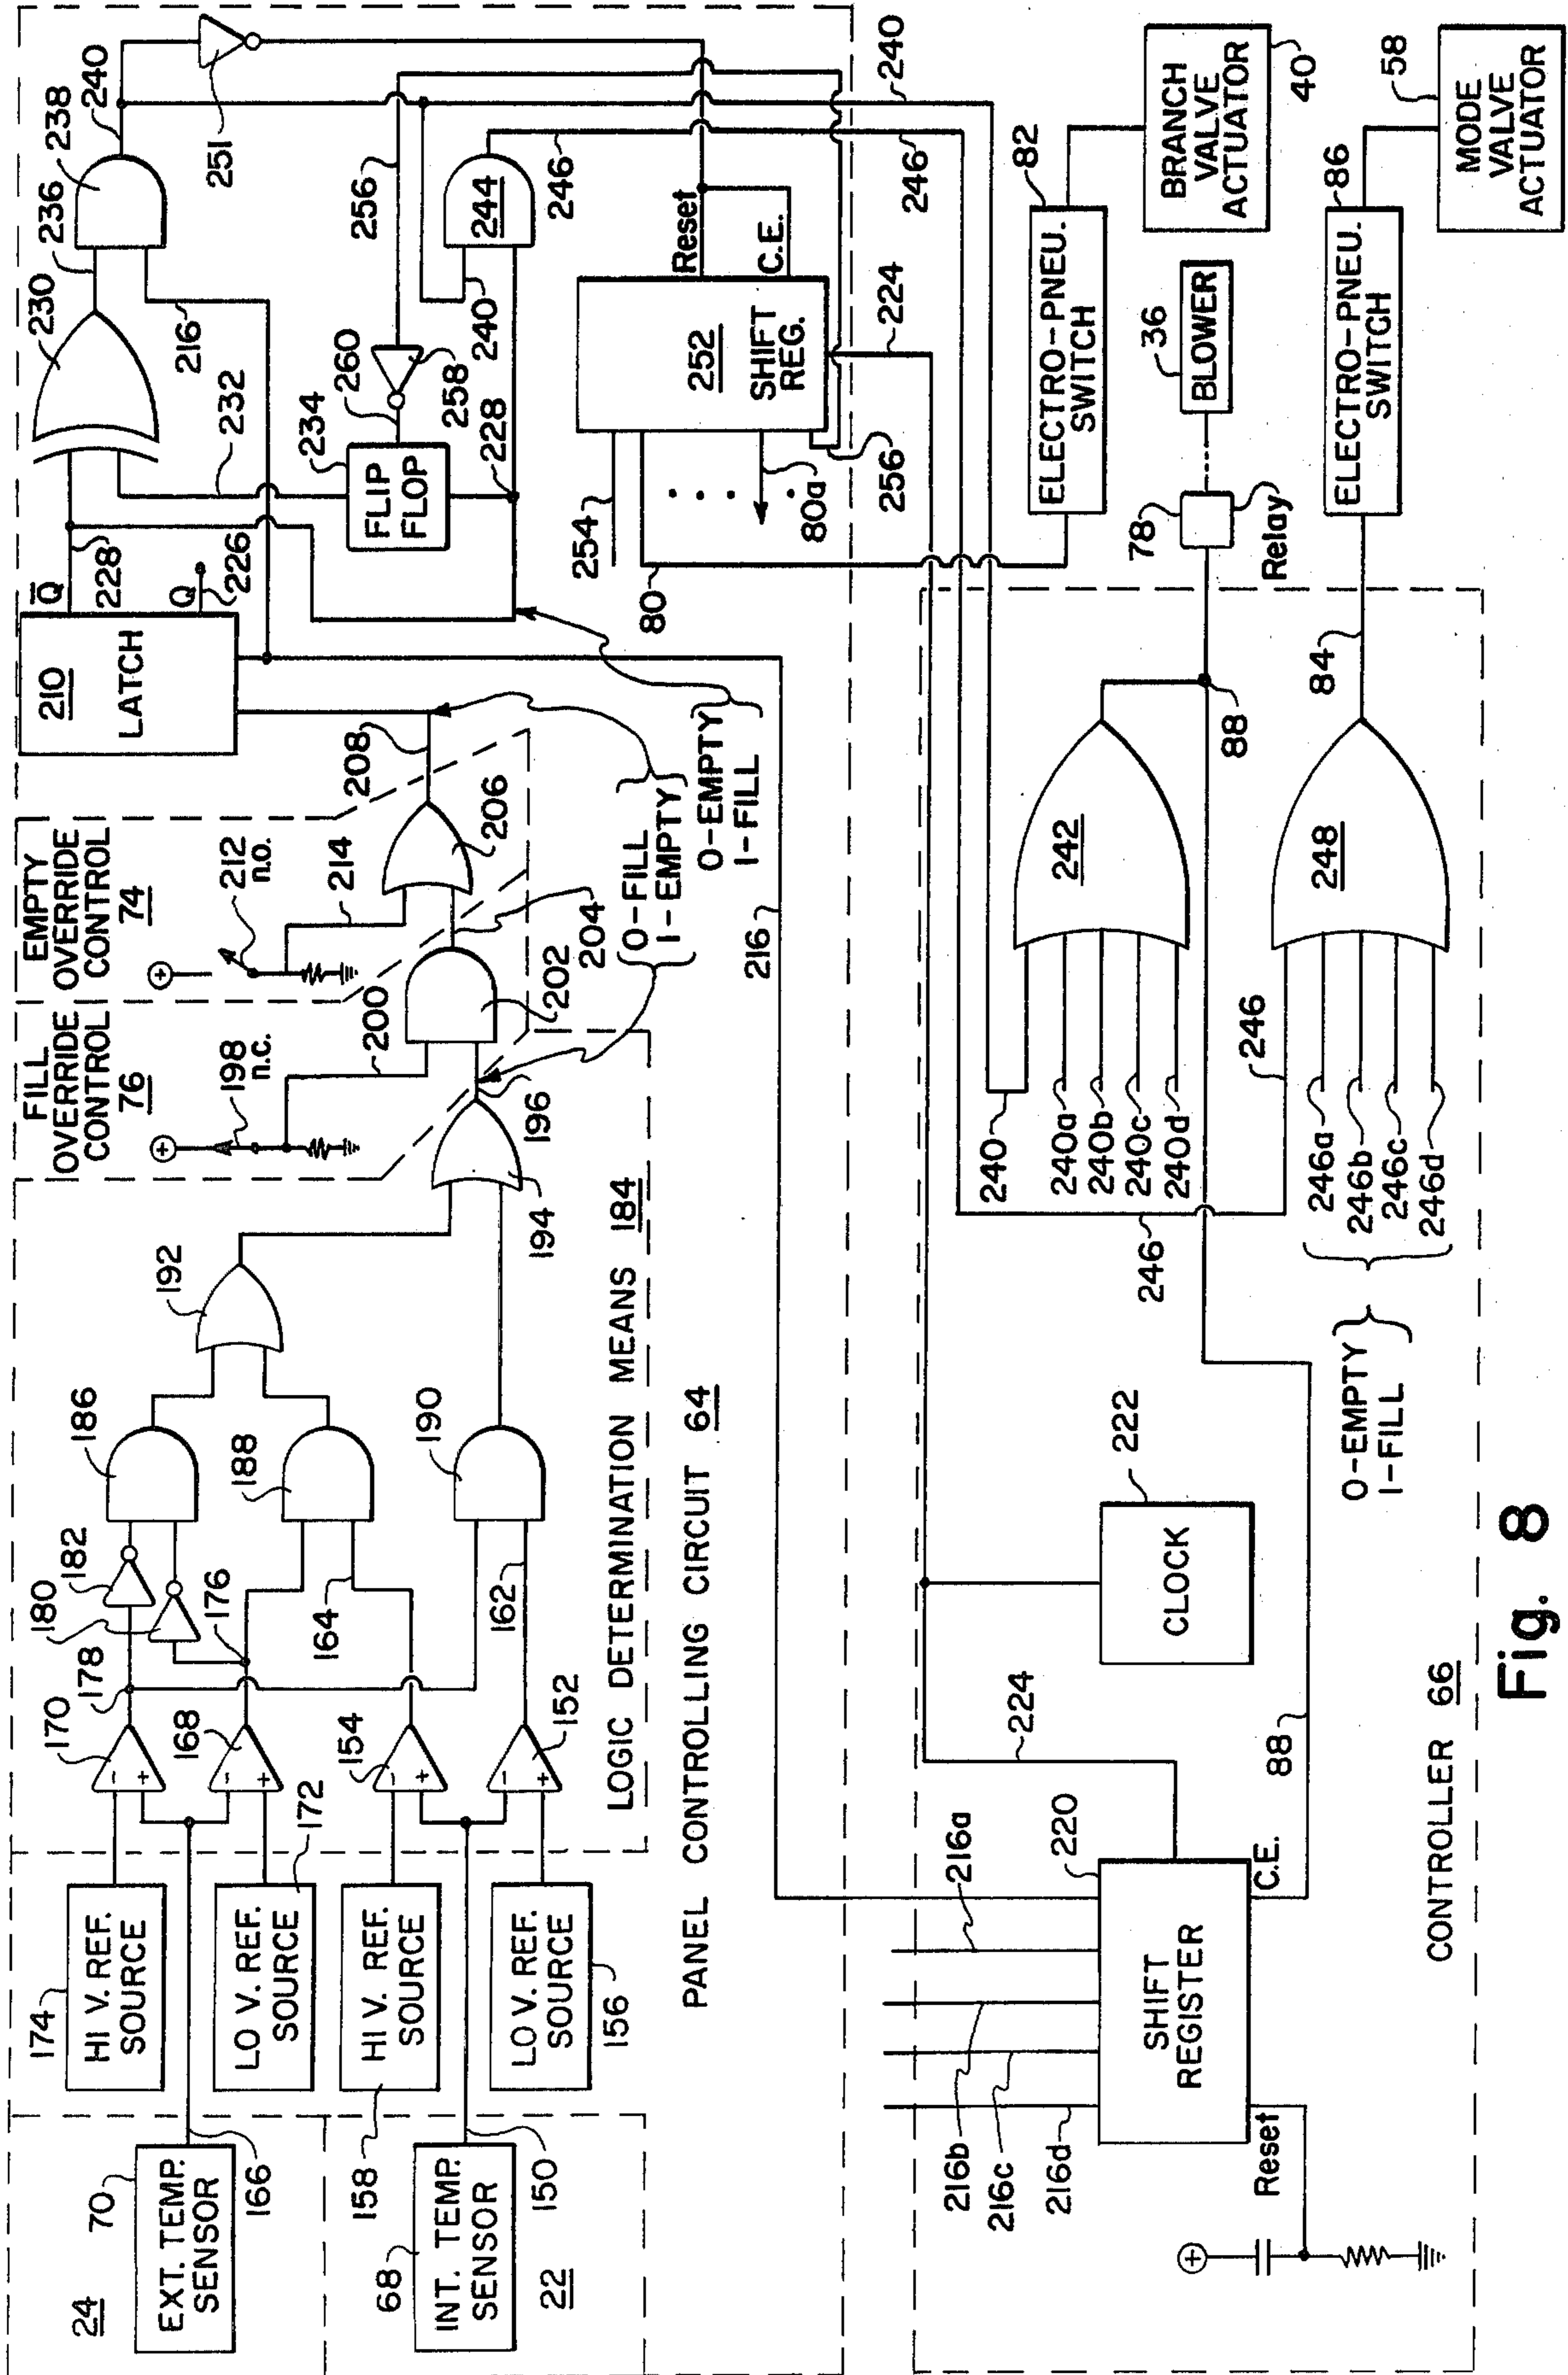 24
70
EXT. TEMP.
SENSOR
166
68
INT. TEMP.
SENSOR
150
22
174
HI V. REF.
SOURCE
LO V. REF.
SOURCE
172
158
HI V. REF.
SOURCE
LO V. REF.
SOURCE
156
170
- +
168
- +
154
- +
152
- +
178
180
182
176
164
162
186
188
190
192
194
196
LOGIC DETERMINATION MEANS 184
PANEL CONTROLLING CIRCUIT 64
FILL
OVERRIDE
CONTROL
76
198
n.c.
200
202
204
EMPTY
OVERRIDE
CONTROL
74
212
n.o.
214
206
208
0-FILL
1-EMPTY
0-EMPTY
1-FILL
210
LATCH
Q̅
228
Q
226
216
216
230
232
236
238
240
251
234
FLIP
FLOP
260
258
256
228
240
244
246
254
80
80a
256
252
SHIFT
REG.
Reset
C.E.
224
240
246
ELECTRO-PNEU.
SWITCH
82
BRANCH
VALVE
ACTUATOR
40
78
Relay
BLOWER
36
ELECTRO-PNEU.
SWITCH
86
MODE
VALVE
ACTUATOR
58
84
88
242
248
240
240a
240b
240c
240d
246
246
246a
246b
246c
246d
0-EMPTY
1-FILL
222
CLOCK
224
88
216a
216b
216c
216d
220
SHIFT
REGISTER
C.E.
Reset
CONTROLLER 66
Fig. 8